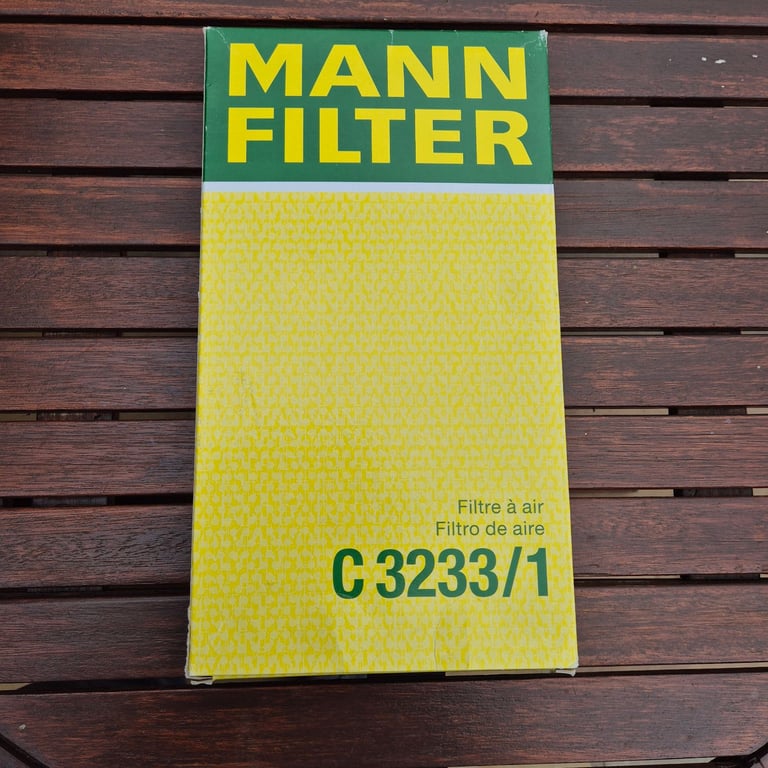 MANN
FILTER
Filtre à air
Filtro de aire
C 3233/1